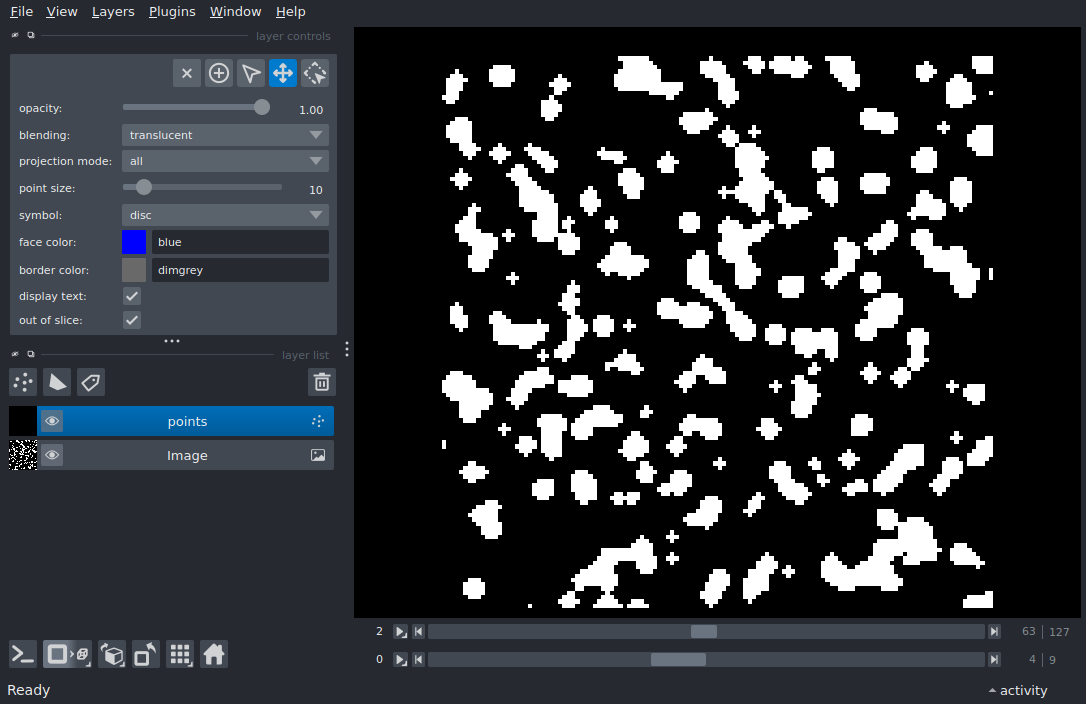 File View Layers Plugins Window Help
layer controls
opacity: 1.00
blending: translucent
projection mode: all
point size: 10
symbol: disc
face color: blue
border color: dimgrey
display text:
out of slice:
layer list
points
Image
2 63 | 127
0 4 | 9
Ready activity